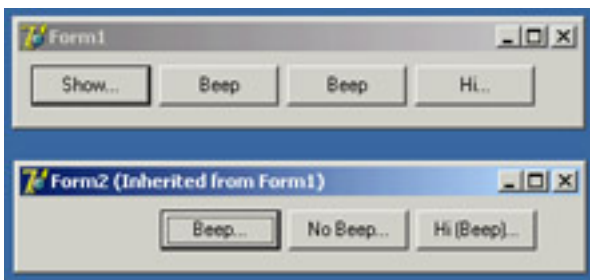 Form1
Show... Beep Beep Hi...
Form2 (Inherited from Form1)
Beep... No Beep... Hi (Beep)...